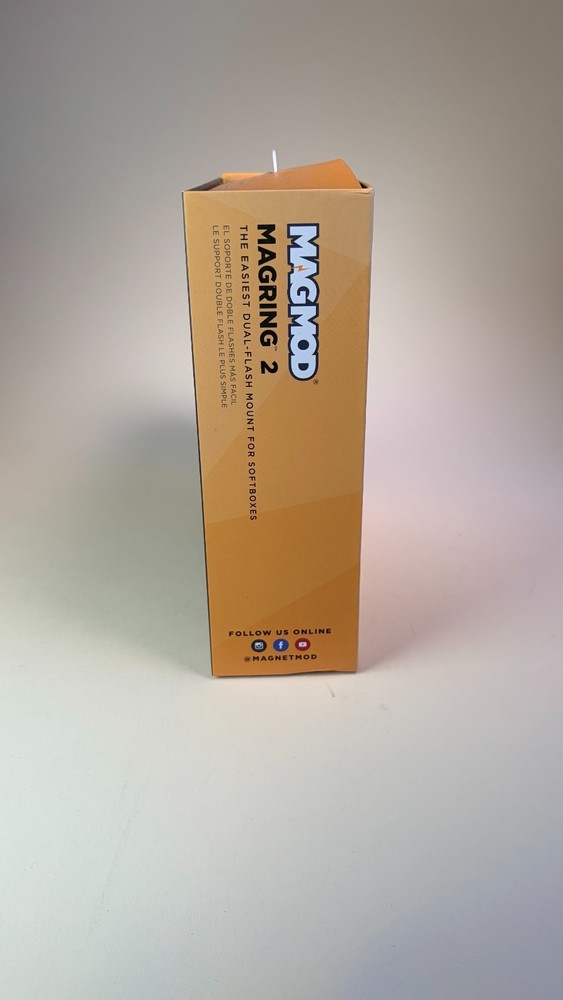 MAGMOD®
MAGRING™ 2
THE EASIEST DUAL-FLASH MOUNT FOR SOFTBOXES
EL SOPORTE DE DOBLE FLASHES MÁS FACIL
LE SUPPORT DOUBLE FLASH LE PLUS SIMPLE
FOLLOW US ONLINE
@MAGNETMOD